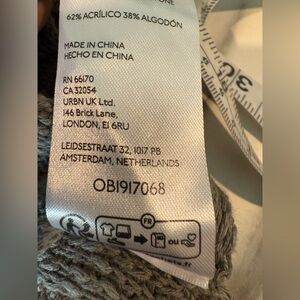 62% ACRÍLICO 38% ALGODÓN
MADE IN CHINA
HECHO EN CHINA
RN 66170
CA 32054
URBN UK Ltd.
146 Brick Lane,
LONDON, E1 6RU
LEIDSESTRAAT 32, 1017 PB
AMSTERDAM, NETHERLANDS
OB1917068
FR
ou